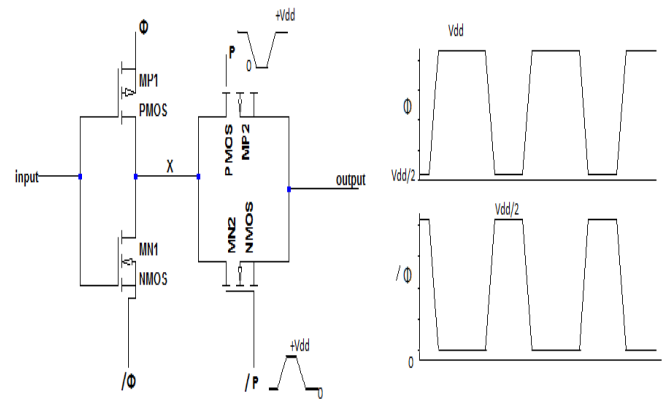 Φ
MP1
PMOS
input
X
MN1
NMOS
/Φ
+Vdd
0
P
PMOS
MP2
MN2
NMOS
output
/P
+Vdd
0
Vdd
Φ
Vdd/2
Vdd/2
/Φ
0